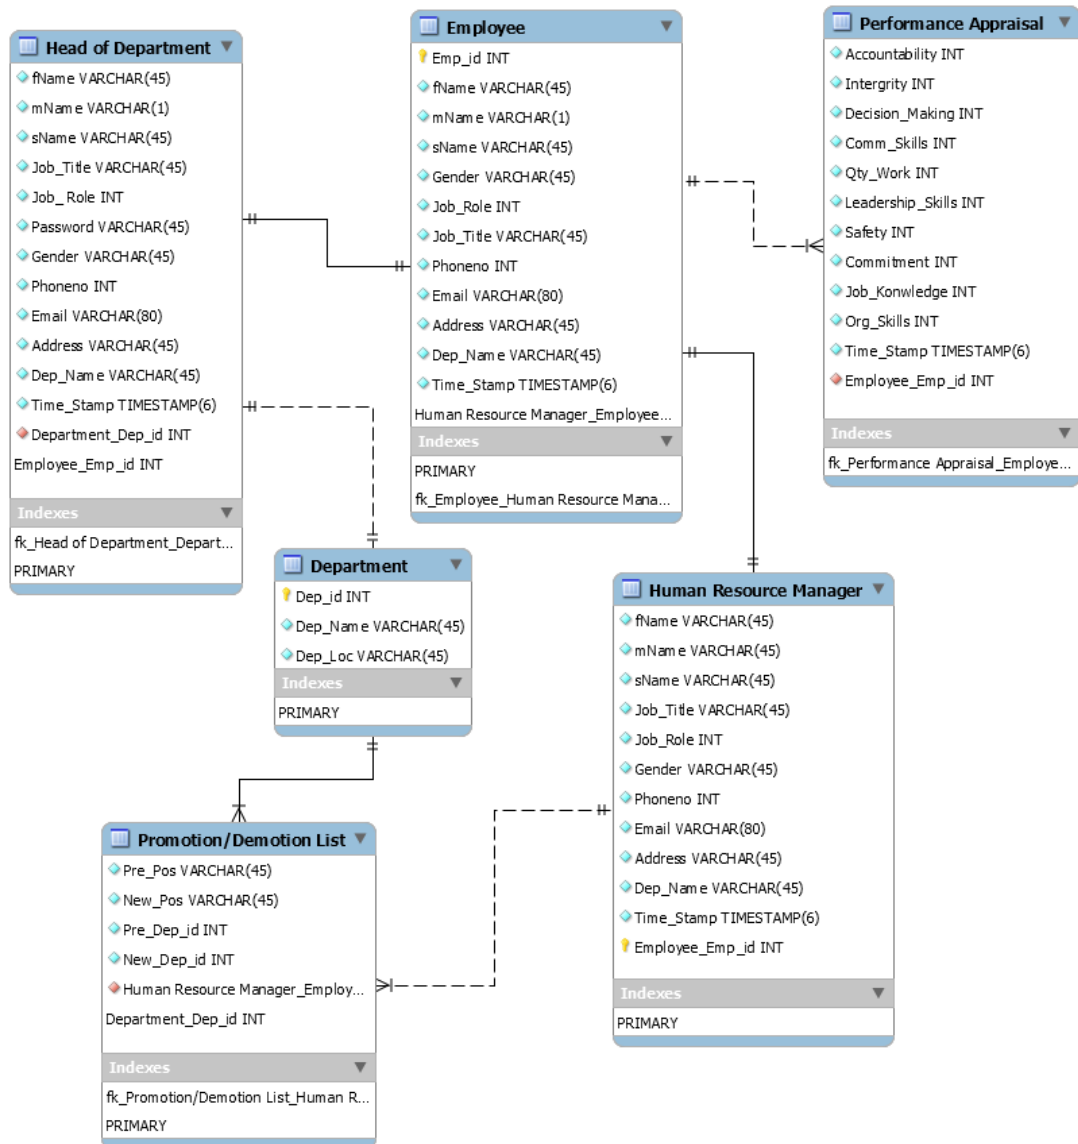 Head of Department
fName VARCHAR(45)
mName VARCHAR(1)
sName VARCHAR(45)
Job_Title VARCHAR(45)
Job_ Role INT
Password VARCHAR(45)
Gender VARCHAR(45)
Phoneno INT
Email VARCHAR(80)
Address VARCHAR(45)
Dep_Name VARCHAR(45)
Time_Stamp TIMESTAMP(6)
Department_Dep_id INT
Employee_Emp_id INT
Indexes
fk_Head of Department_Depart...
PRIMARY
Employee
Emp_id INT
fName VARCHAR(45)
mName VARCHAR(1)
sName VARCHAR(45)
Gender VARCHAR(45)
Job_Role INT
Job_Title VARCHAR(45)
Phoneno INT
Email VARCHAR(80)
Address VARCHAR(45)
Dep_Name VARCHAR(45)
Time_Stamp TIMESTAMP(6)
Human Resource Manager_Employee...
Indexes
PRIMARY
fk_Employee_Human Resource Mana...
Performance Appraisal
Accountability INT
Intergrity INT
Decision_Making INT
Comm_Skills INT
Qty_Work INT
Leadership_Skills INT
Safety INT
Commitment INT
Job_Konwledge INT
Org_Skills INT
Time_Stamp TIMESTAMP(6)
Employee_Emp_id INT
Indexes
fk_Performance Appraisal_Employe...
Department
Dep_id INT
Dep_Name VARCHAR(45)
Dep_Loc VARCHAR(45)
Indexes
PRIMARY
Human Resource Manager
fName VARCHAR(45)
mName VARCHAR(45)
sName VARCHAR(45)
Job_Title VARCHAR(45)
Job_Role INT
Gender VARCHAR(45)
Phoneno INT
Email VARCHAR(80)
Address VARCHAR(45)
Dep_Name VARCHAR(45)
Time_Stamp TIMESTAMP(6)
Employee_Emp_id INT
Indexes
PRIMARY
Promotion/Demotion List
Pre_Pos VARCHAR(45)
New_Pos VARCHAR(45)
Pre_Dep_id INT
New_Dep_id INT
Human Resource Manager_Employ...
Department_Dep_id INT
Indexes
fk_Promotion/Demotion List_Human R...
PRIMARY